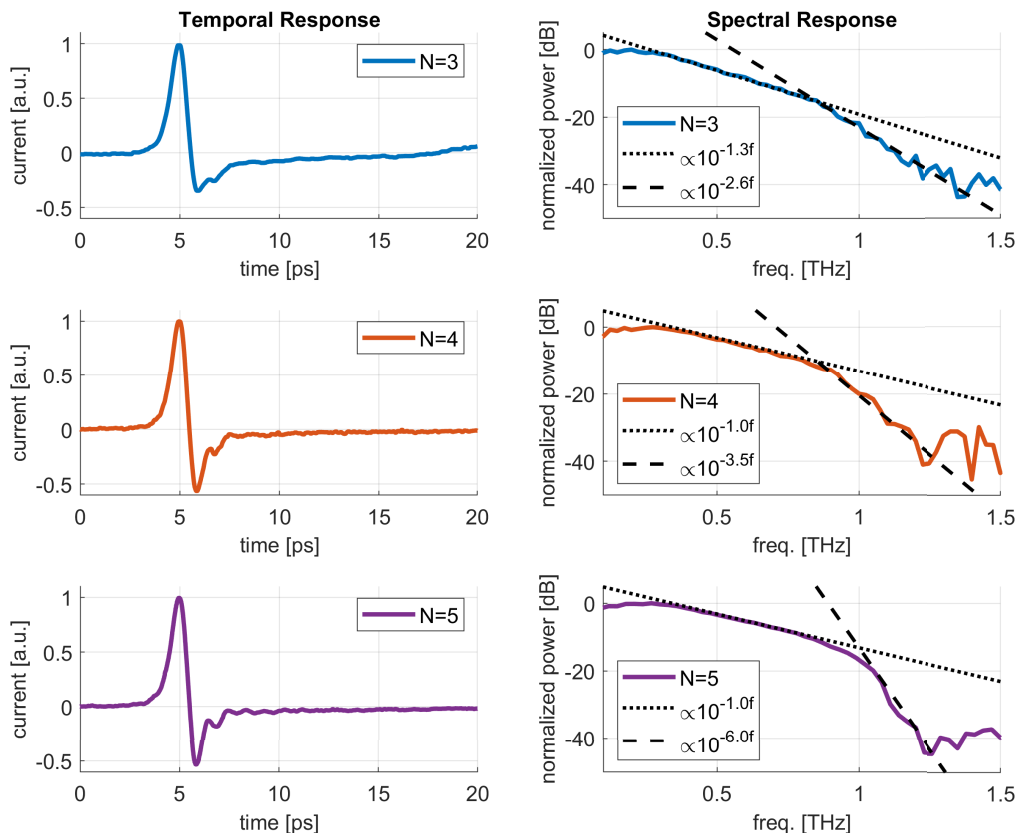 Temporal Response
1
0.5
0
-0.5
current [a.u.]
N=3
0 5 10 15 20
time [ps]
Spectral Response
0
-20
-40
normalized power [dB]
N=3
∝10^-1.3f
∝10^-2.6f
0.5 1 1.5
freq. [THz]
1
0.5
0
-0.5
current [a.u.]
N=4
0 5 10 15 20
time [ps]
0
-20
-40
normalized power [dB]
N=4
∝10^-1.0f
∝10^-3.5f
0.5 1 1.5
freq. [THz]
1
0.5
0
-0.5
current [a.u.]
N=5
0 5 10 15 20
time [ps]
0
-20
-40
normalized power [dB]
N=5
∝10^-1.0f
∝10^-6.0f
0.5 1 1.5
freq. [THz]